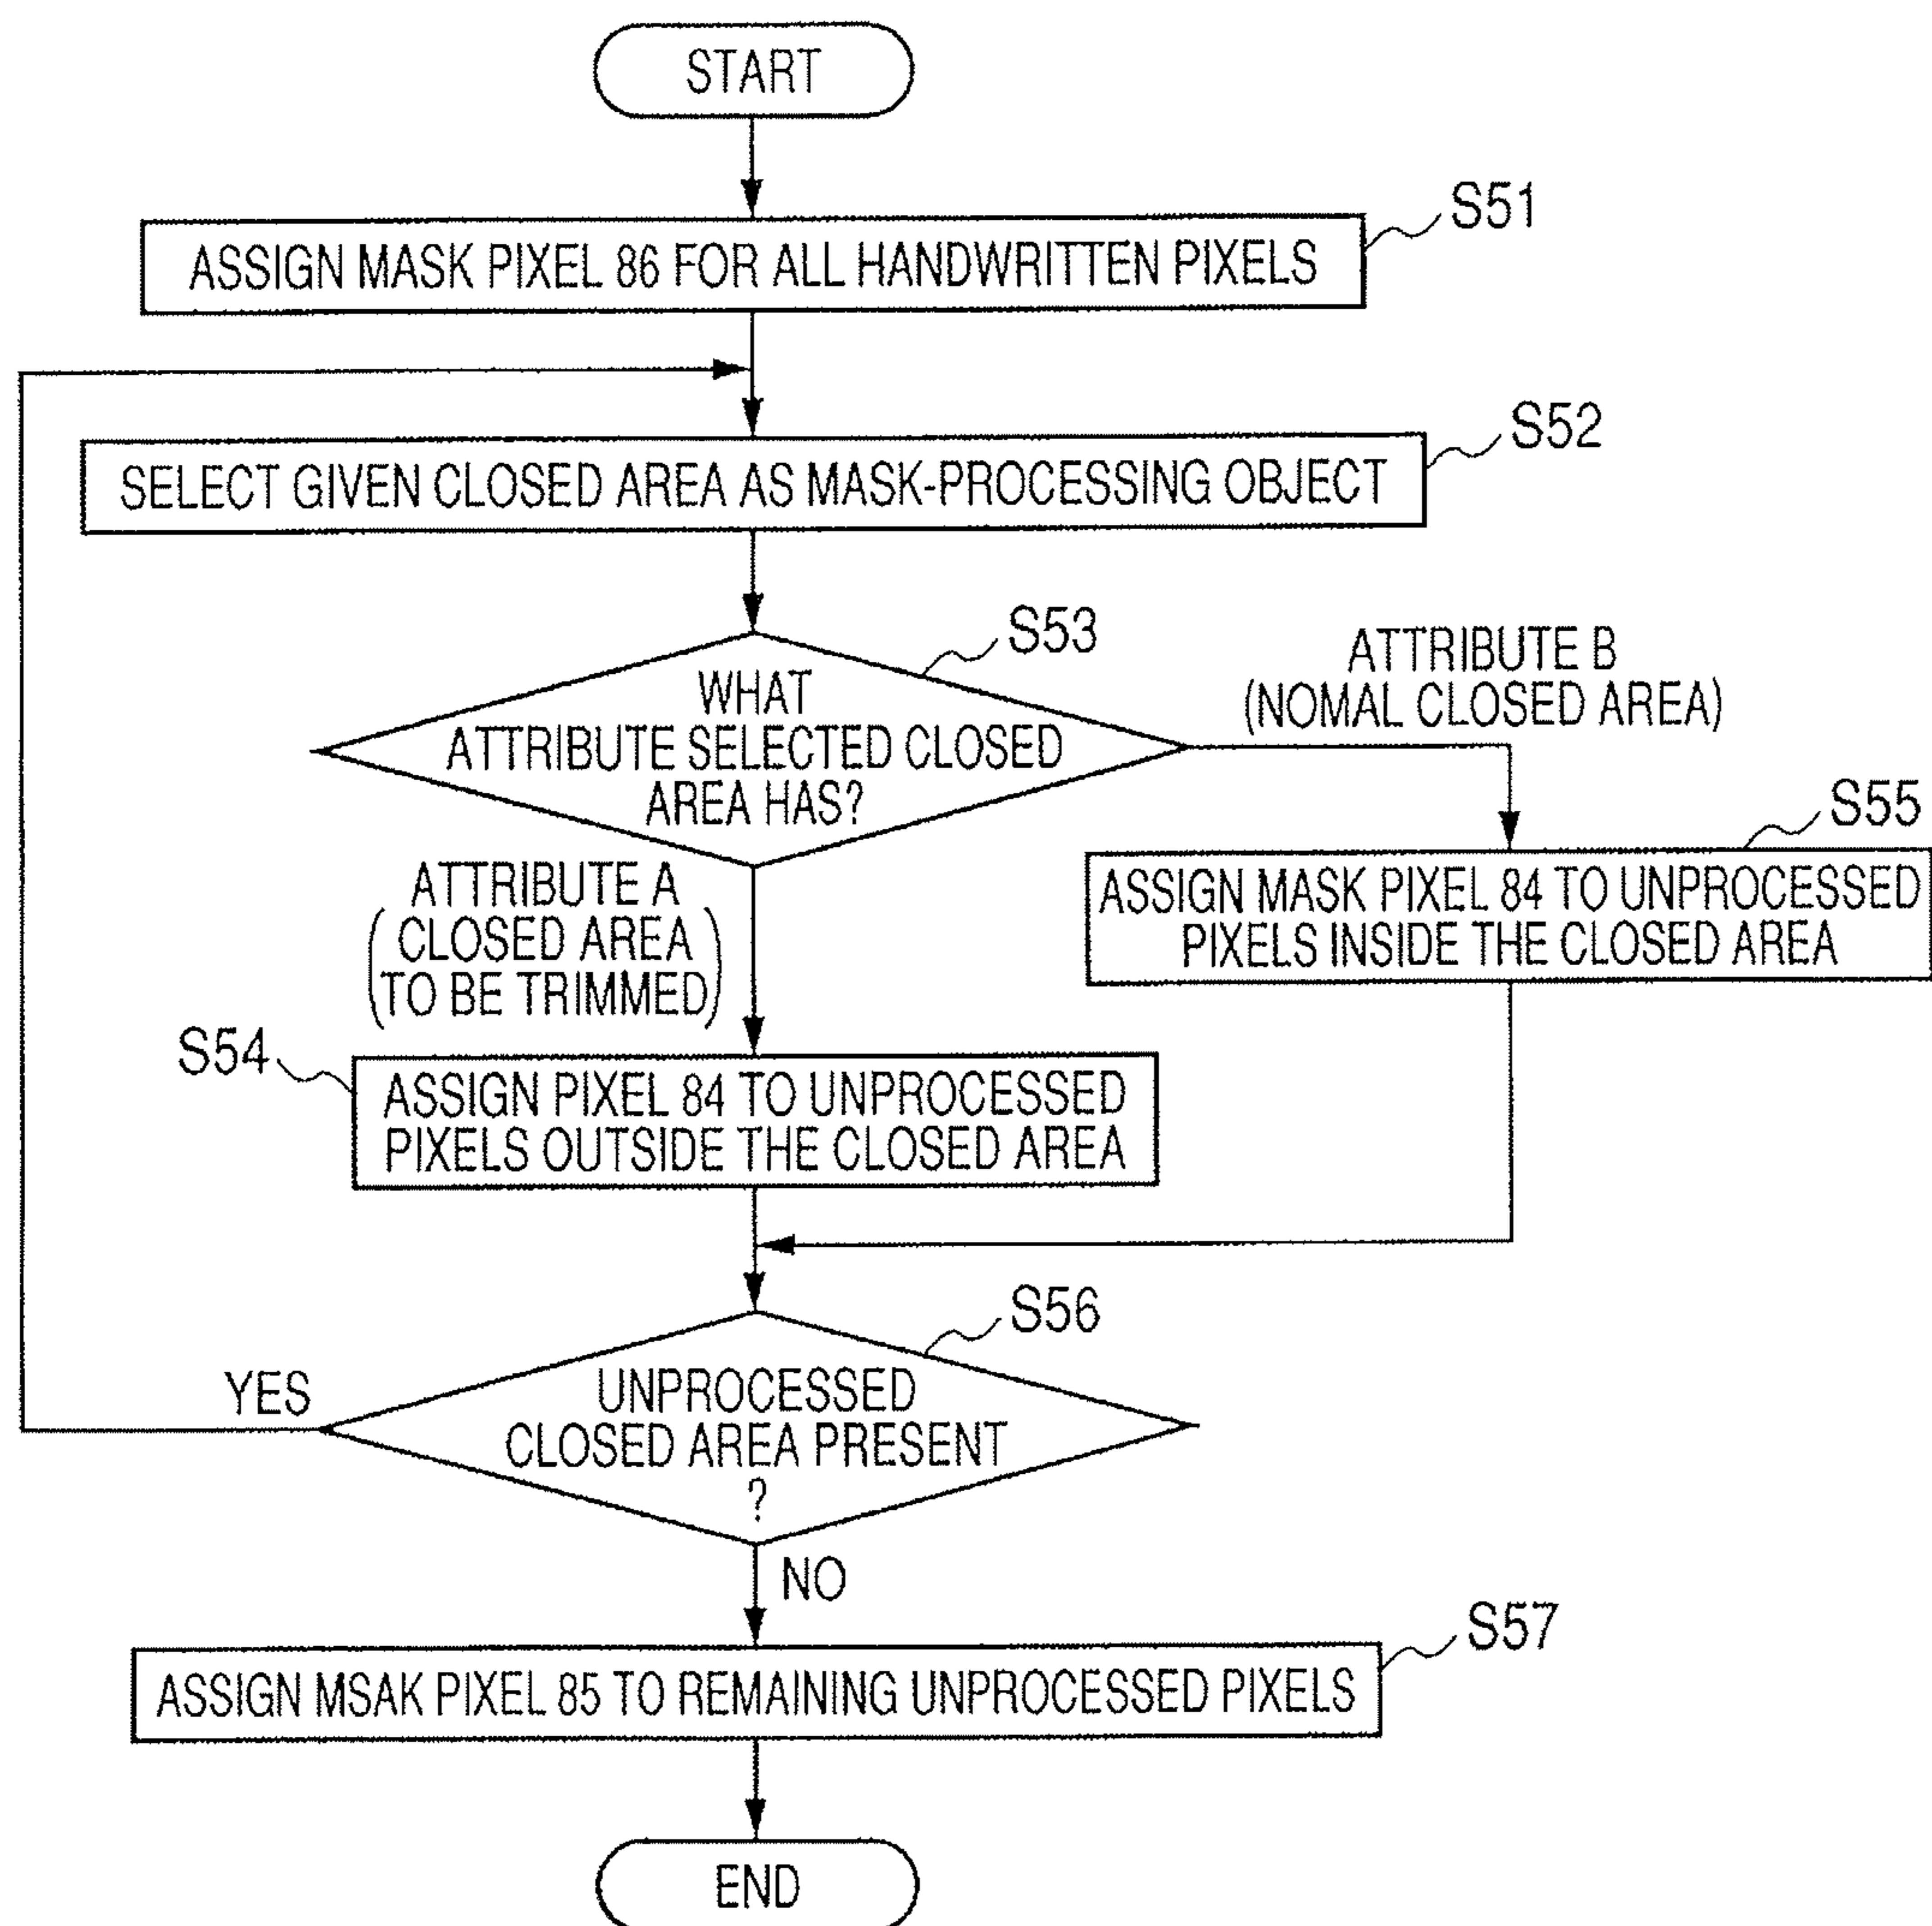 START
S51
ASSIGN MASK PIXEL 86 FOR ALL HANDWRITTEN PIXELS
S52
SELECT GIVEN CLOSED AREA AS MASK-PROCESSING OBJECT
S53
WHAT
ATTRIBUTE SELECTED CLOSED
AREA HAS?
ATTRIBUTE B
(NOMAL CLOSED AREA)
S55
ASSIGN MASK PIXEL 84 TO UNPROCESSED
PIXELS INSIDE THE CLOSED AREA
ATTRIBUTE A
(CLOSED AREA
TO BE TRIMMED)
S54
ASSIGN PIXEL 84 TO UNPROCESSED
PIXELS OUTSIDE THE CLOSED AREA
S56
UNPROCESSED
CLOSED AREA PRESENT
?
YES
NO
S57
ASSIGN MSAK PIXEL 85 TO REMAINING UNPROCESSED PIXELS
END